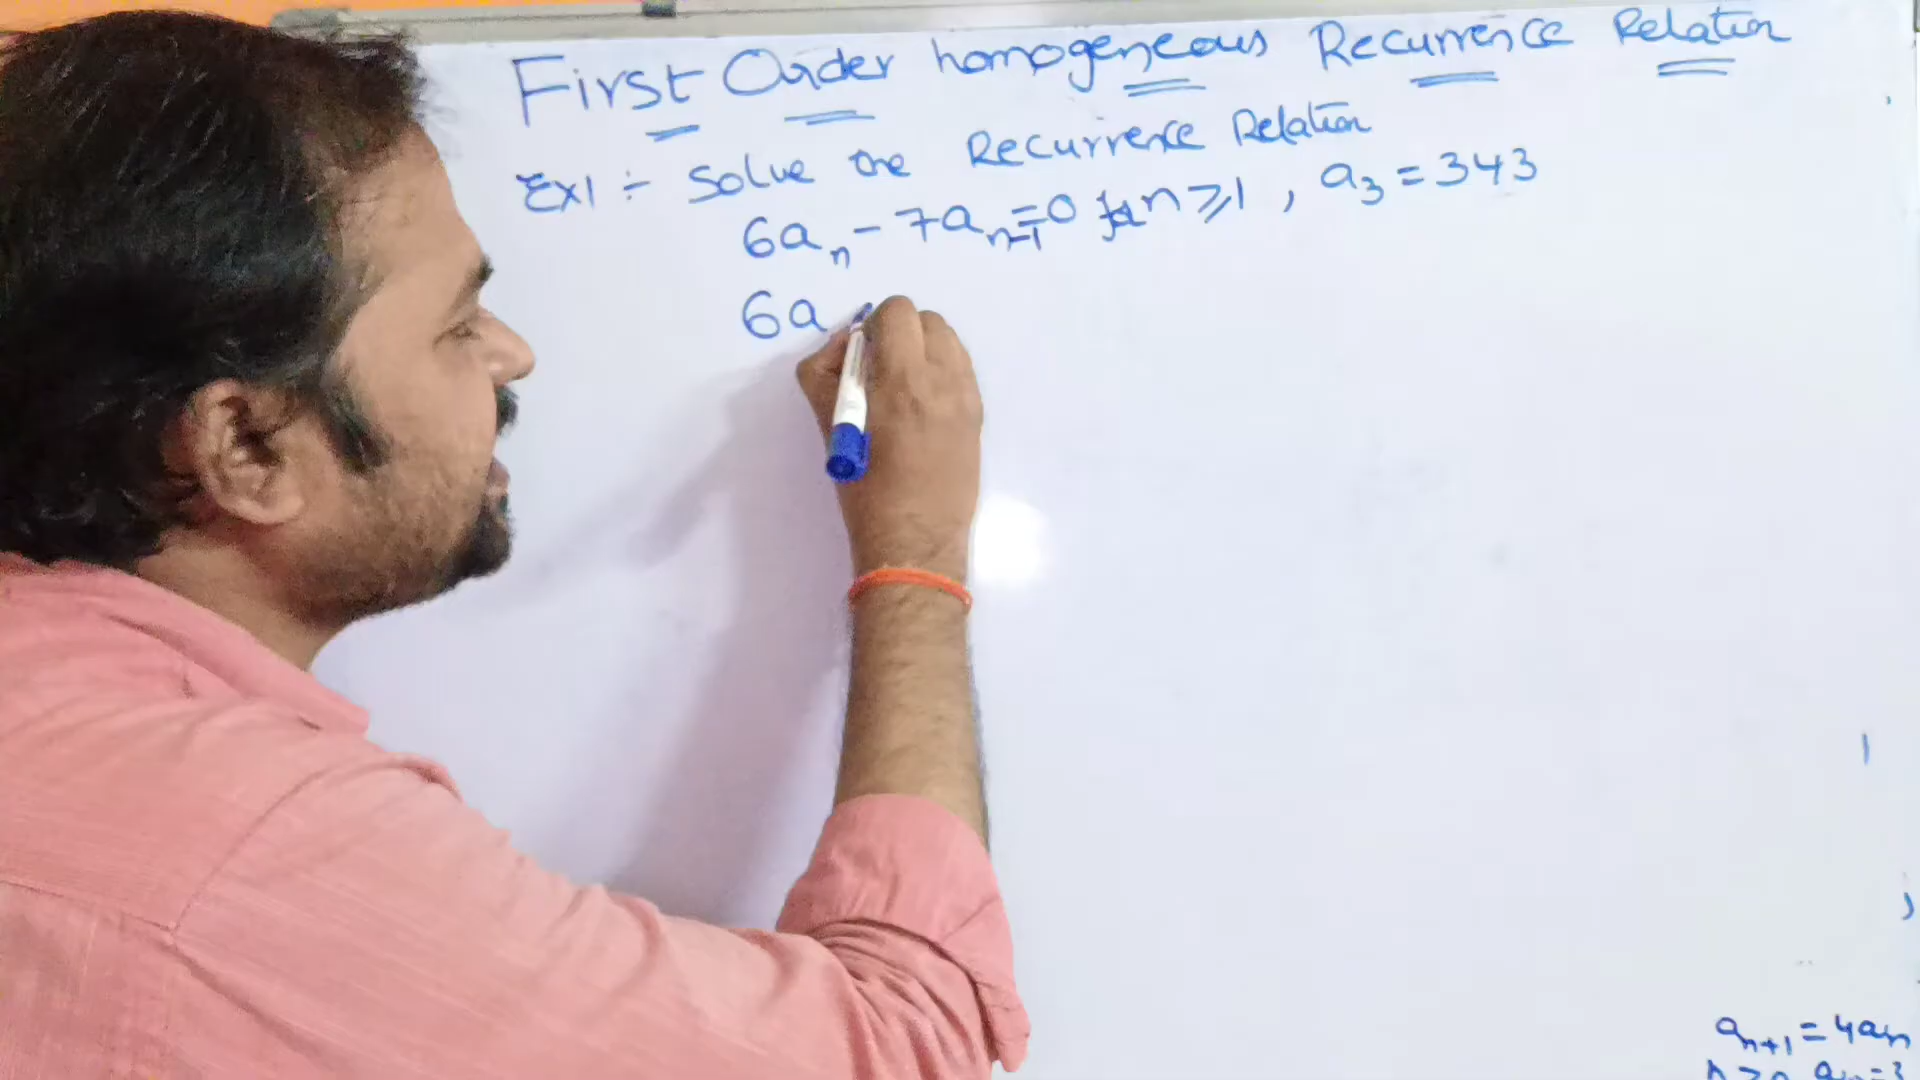 First Order homogeneous Recurrence Relation
Ex1 :- Solve the Recurrence Relation
6aₙ - 7aₙ₋₁ = 0 for n ≥ 1, a₃ = 343
6a
aₙ₊₁ = 4aₙ